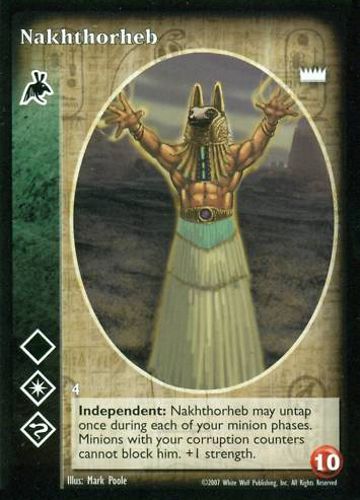 Nakhthorheb
4
Independent: Nakhthorheb may untap
once during each of your minion phases.
Minions with your corruption counters
cannot block him. +1 strength.
10
Illus: Mark Poole
©2007 White Wolf Publishing, Inc. All Rights Reserved.